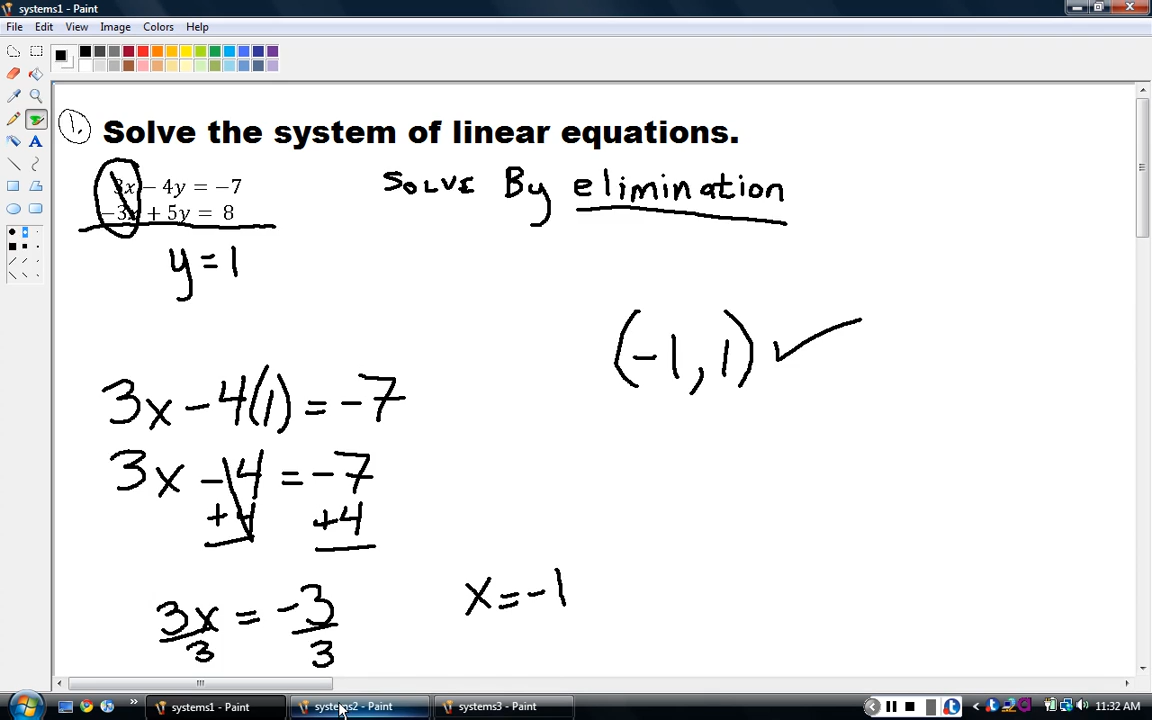 systems1 - Paint
File Edit View Image Colors Help
1. Solve the system of linear equations.
3x − 4y = −7
−3x + 5y = 8
y = 1
SOLVE By elimination
(-1, 1) ✓
3x - 4(1) = -7
3x - 4 = -7
+4 +4
3x = -3
3 3
x = -1
A
systems1 - Paint systems2 - Paint systems3 - Paint 11:32 AM